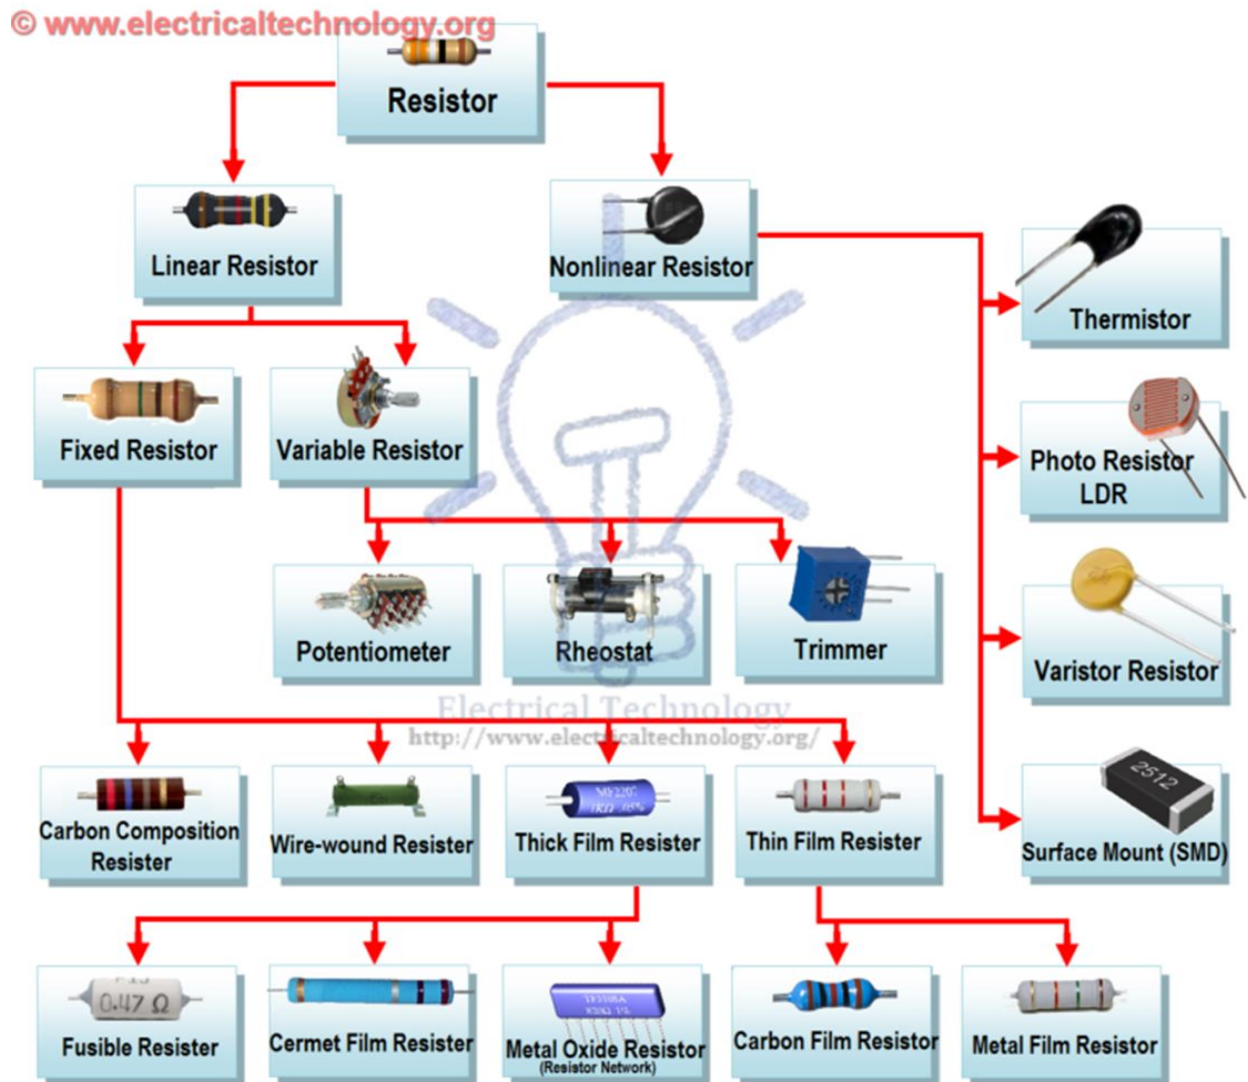 © www.electricaltechnology.org
Resistor
Linear Resistor
Nonlinear Resistor
Thermistor
Fixed Resistor
Variable Resistor
Photo Resistor
LDR
Potentiometer
Rheostat
Trimmer
Varistor Resistor
Electrical Technology
http://www.electricaltechnology.org/
Carbon Composition
Resister
Wire-wound Resister
1KΩ .05%
Thick Film Resister
Thin Film Resister
2512
Surface Mount (SMD)
0.47 Ω
Fusible Resister
Cermet Film Resister
Metal Oxide Resistor
(Resistor Network)
Carbon Film Resistor
Metal Film Resistor